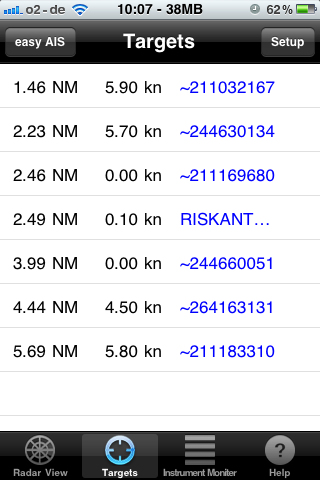 o2-de 10:07 - 38MB 62%
easy AIS Targets Setup
1.46 NM 5.90 kn ~211032167
2.23 NM 5.70 kn ~244630134
2.46 NM 0.00 kn ~211169680
2.49 NM 0.10 kn RISKANT…
3.99 NM 0.00 kn ~244660051
4.44 NM 4.50 kn ~264163131
5.69 NM 5.80 kn ~211183310
Radar View Targets Instrument Moniter Help